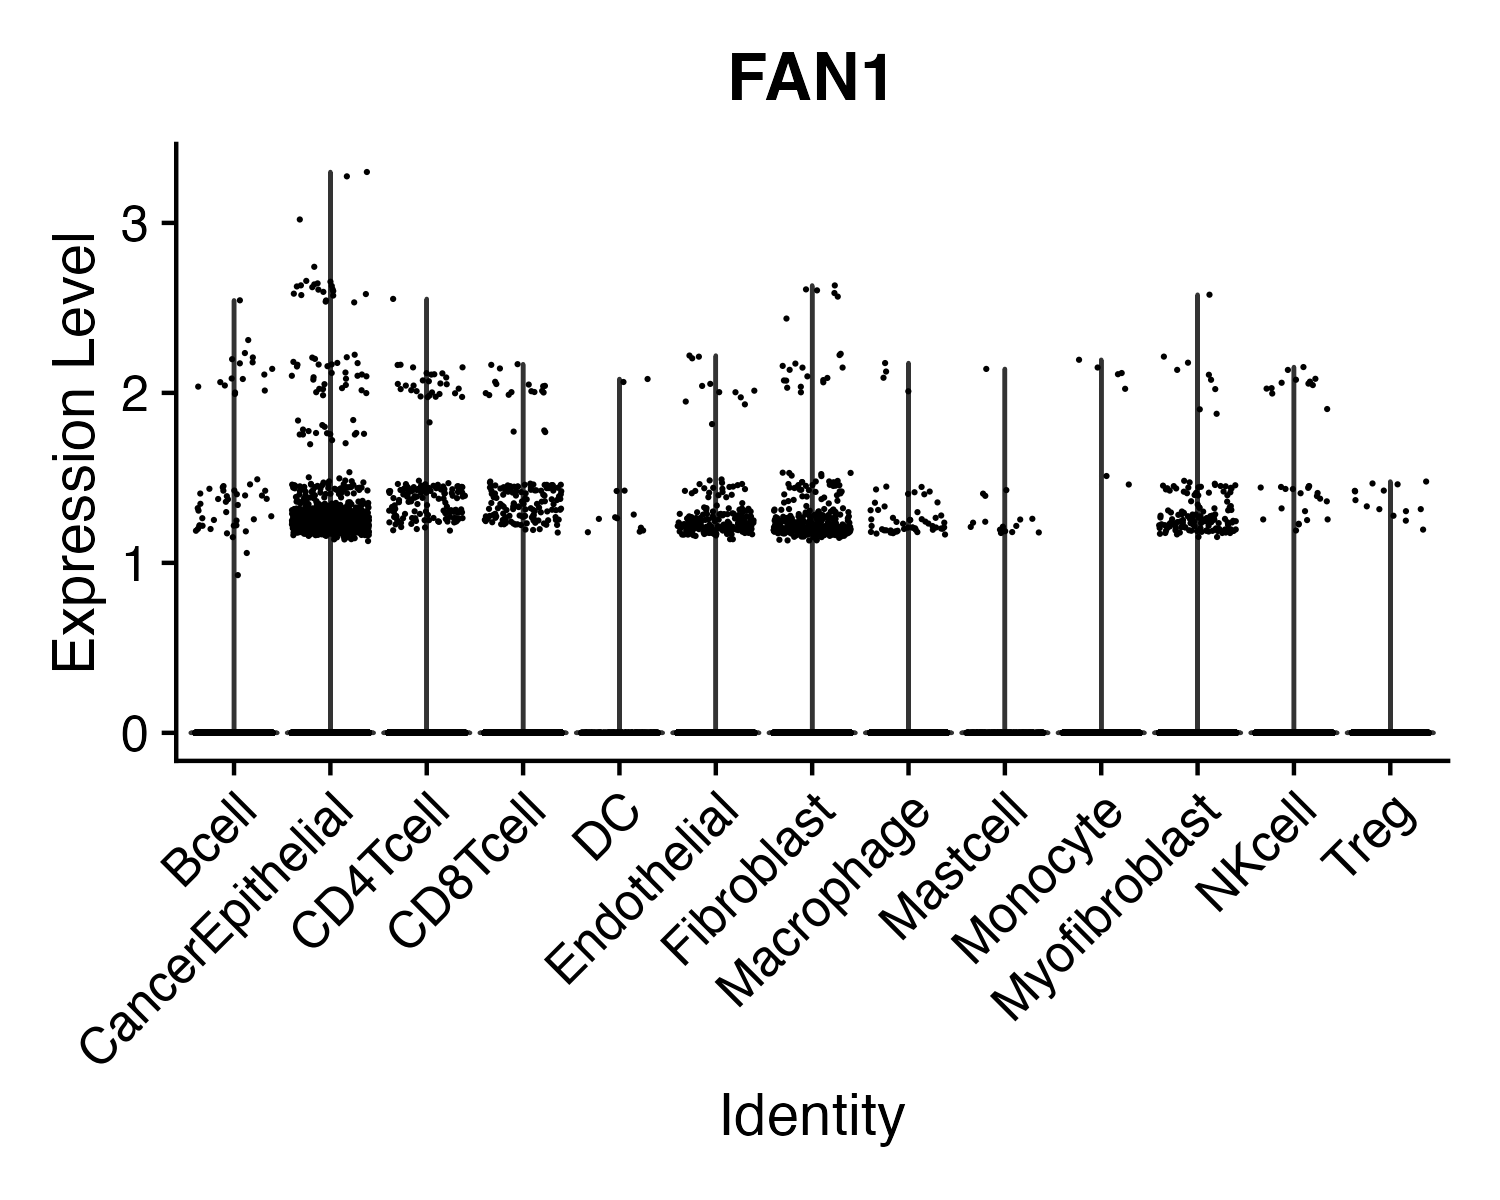 FAN1
Expression Level
3
2
1
0
Bcell
CancerEpithelial
CD4Tcell
CD8Tcell
DC
Endothelial
Fibroblast
Macrophage
Mastcell
Monocyte
Myofibroblast
NKcell
Treg
Identity